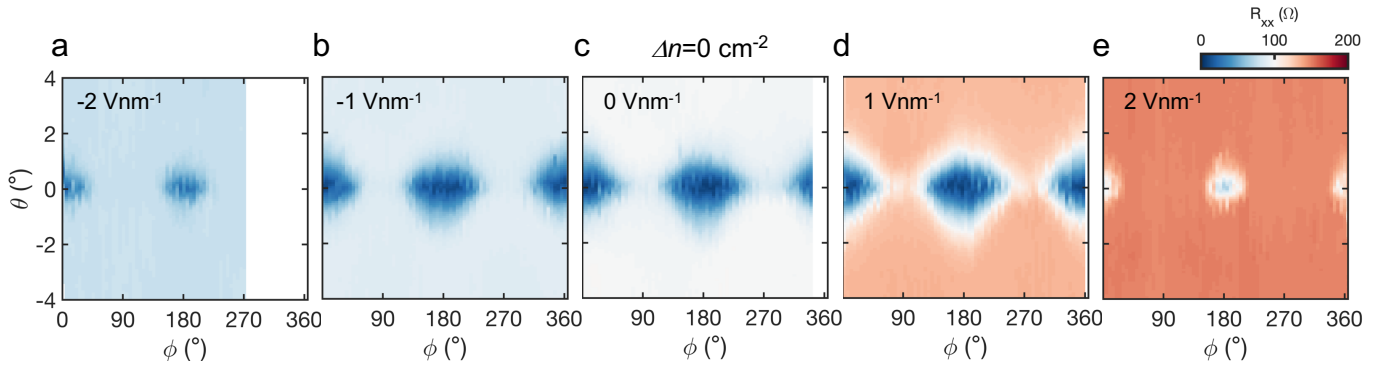 a
b
c
Δn=0 cm-2
d
e
Rxx (Ω)
0
100
200
-2 Vnm-1
-1 Vnm-1
0 Vnm-1
1 Vnm-1
2 Vnm-1
θ (°)
4
2
0
-2
-4
0 90 180 270 360
90 180 270 360
90 180 270 360
90 180 270 360
90 180 270 360
ϕ (°)
ϕ (°)
ϕ (°)
ϕ (°)
ϕ (°)